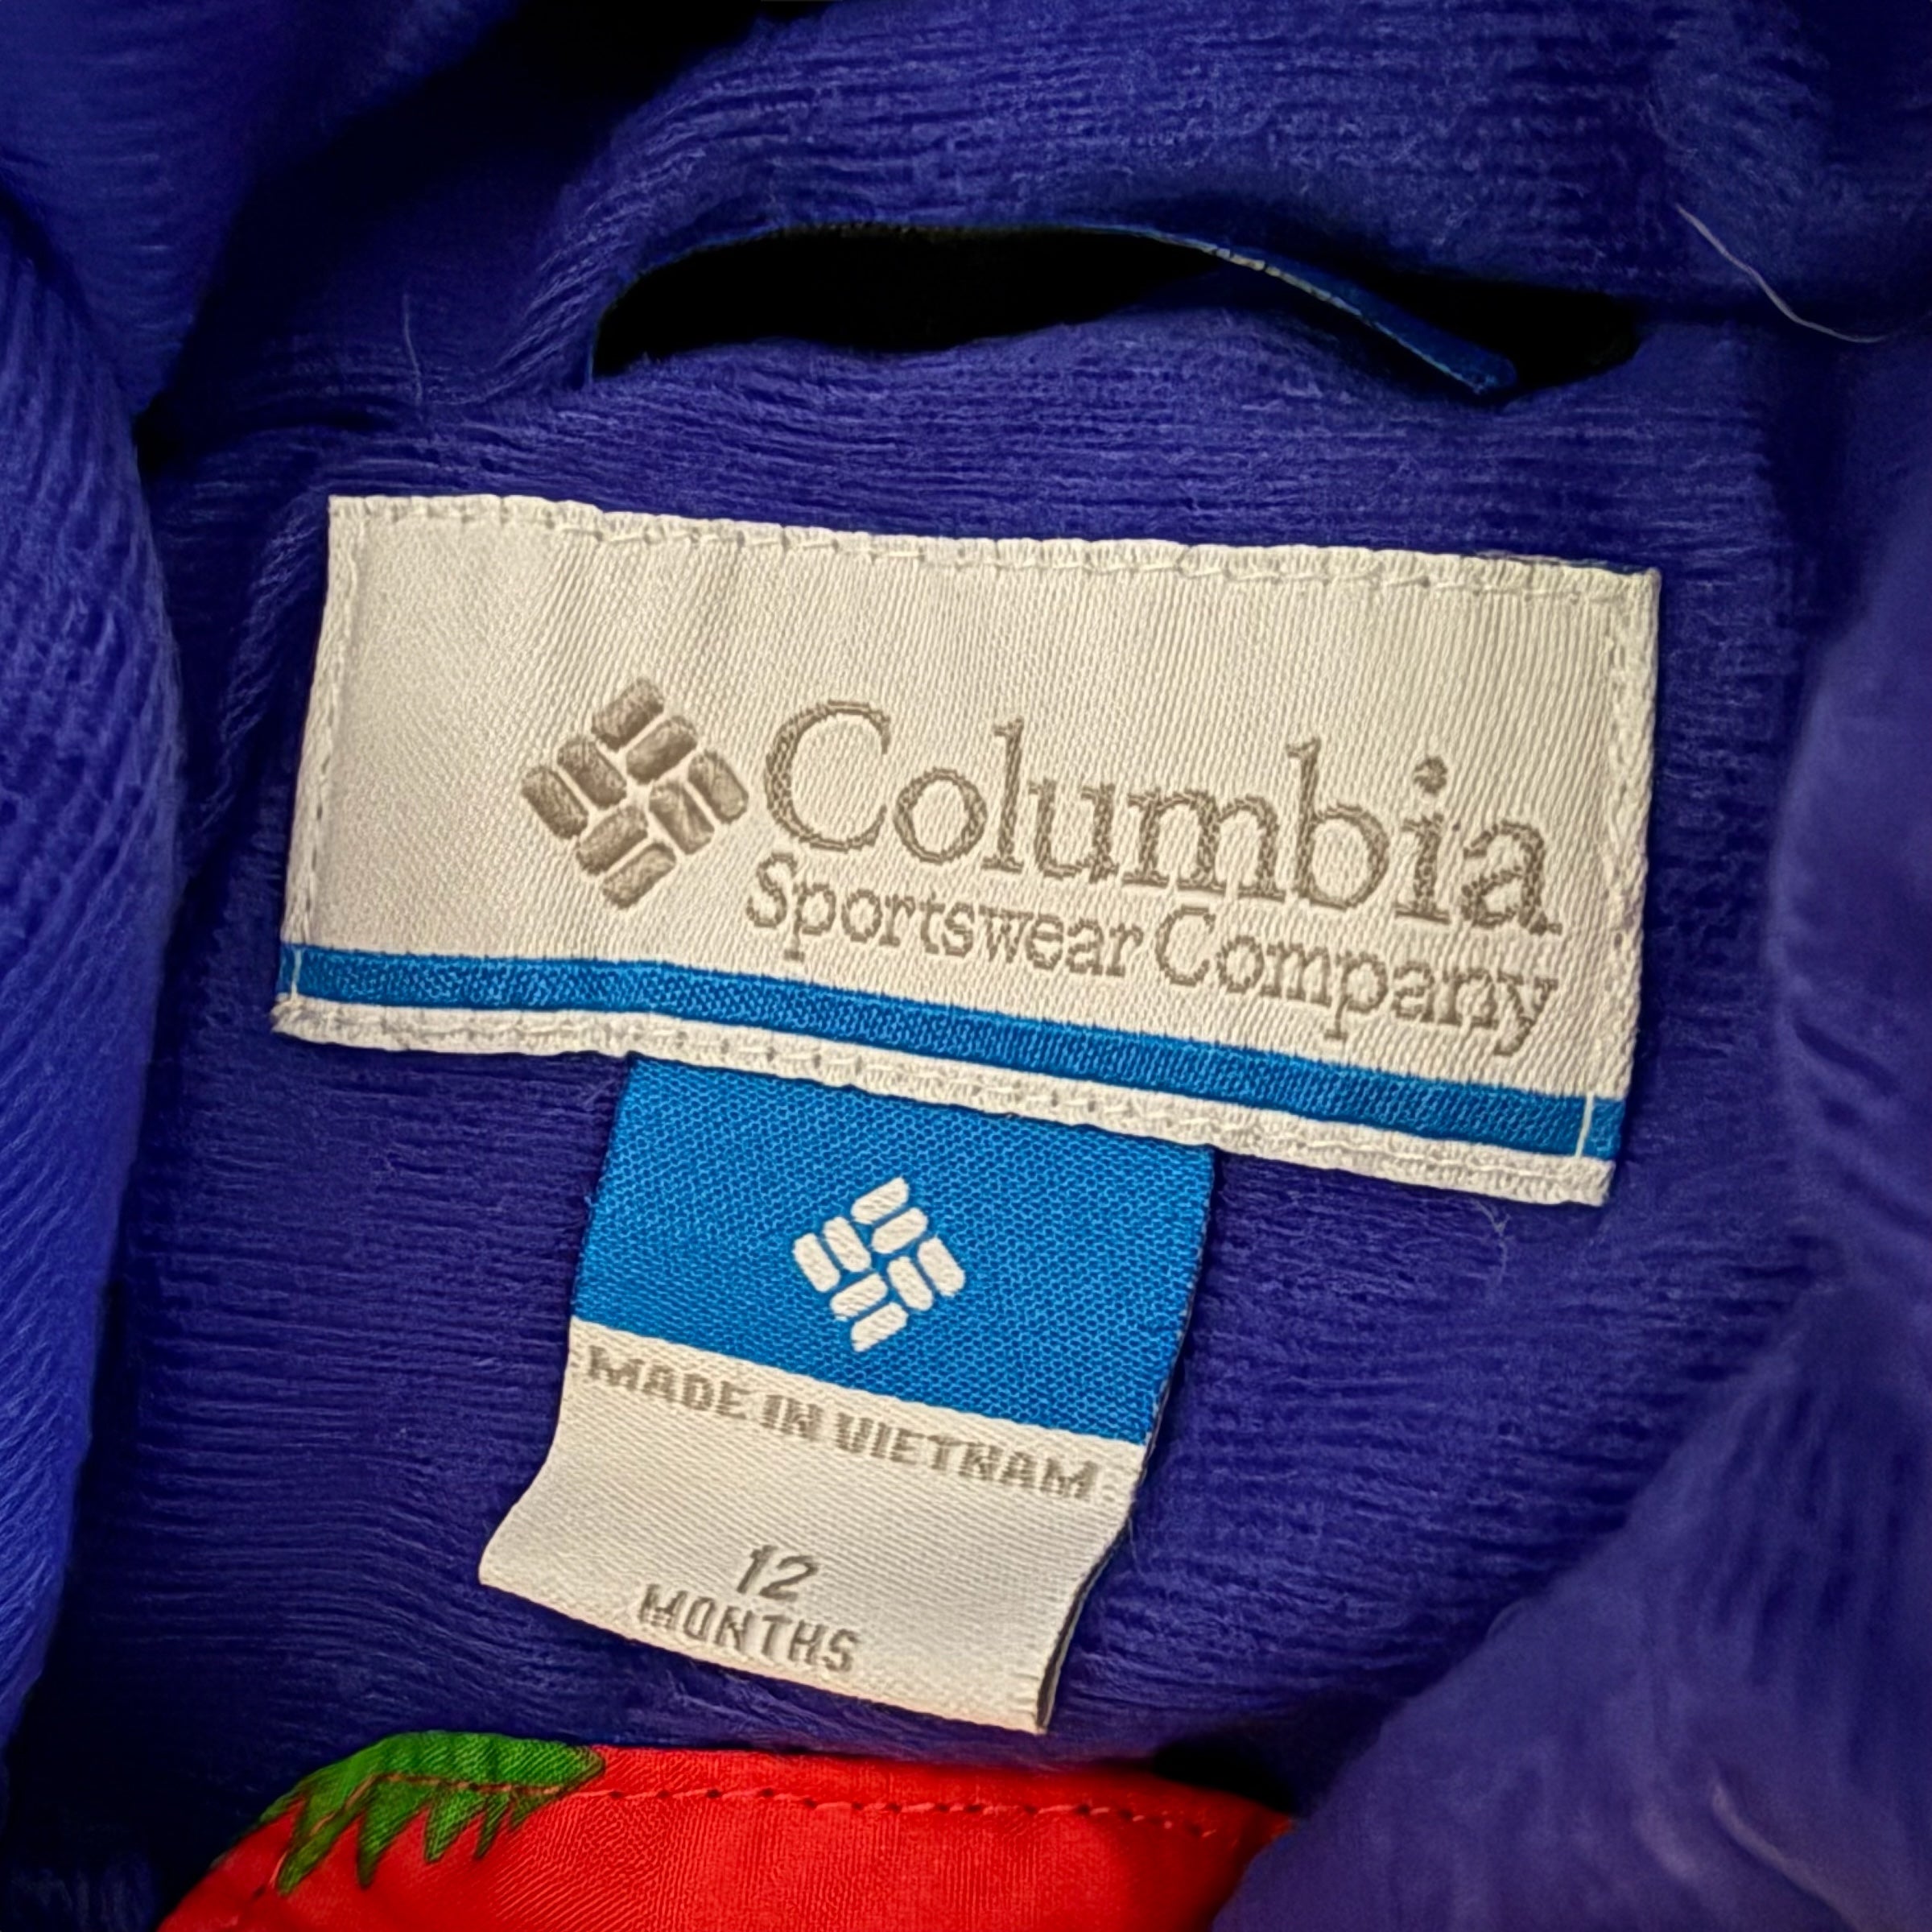 Columbia
Sportswear Company
MADE IN VIETNAM
12
MONTHS